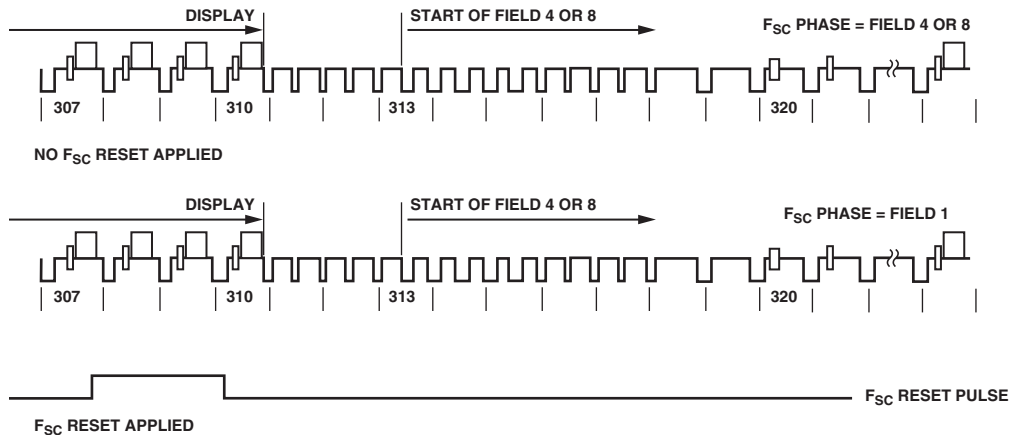 DISPLAY START OF FIELD 4 OR 8 FSC PHASE = FIELD 4 OR 8
307 310 313 320
NO FSC RESET APPLIED
DISPLAY START OF FIELD 4 OR 8 FSC PHASE = FIELD 1
307 310 313 320
FSC RESET PULSE
FSC RESET APPLIED